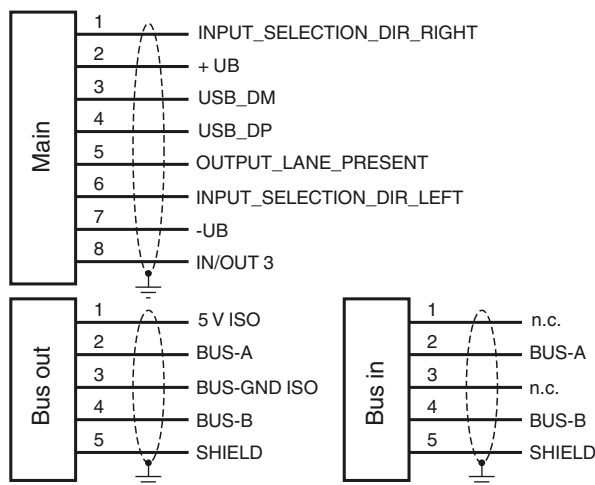 Main
1 INPUT_SELECTION_DIR_RIGHT
2 + UB
3 USB_DM
4 USB_DP
5 OUTPUT_LANE_PRESENT
6 INPUT_SELECTION_DIR_LEFT
7 -UB
8 IN/OUT 3
Bus out
1 5 V ISO
2 BUS-A
3 BUS-GND ISO
4 BUS-B
5 SHIELD
Bus in
1 n.c.
2 BUS-A
3 n.c.
4 BUS-B
5 SHIELD